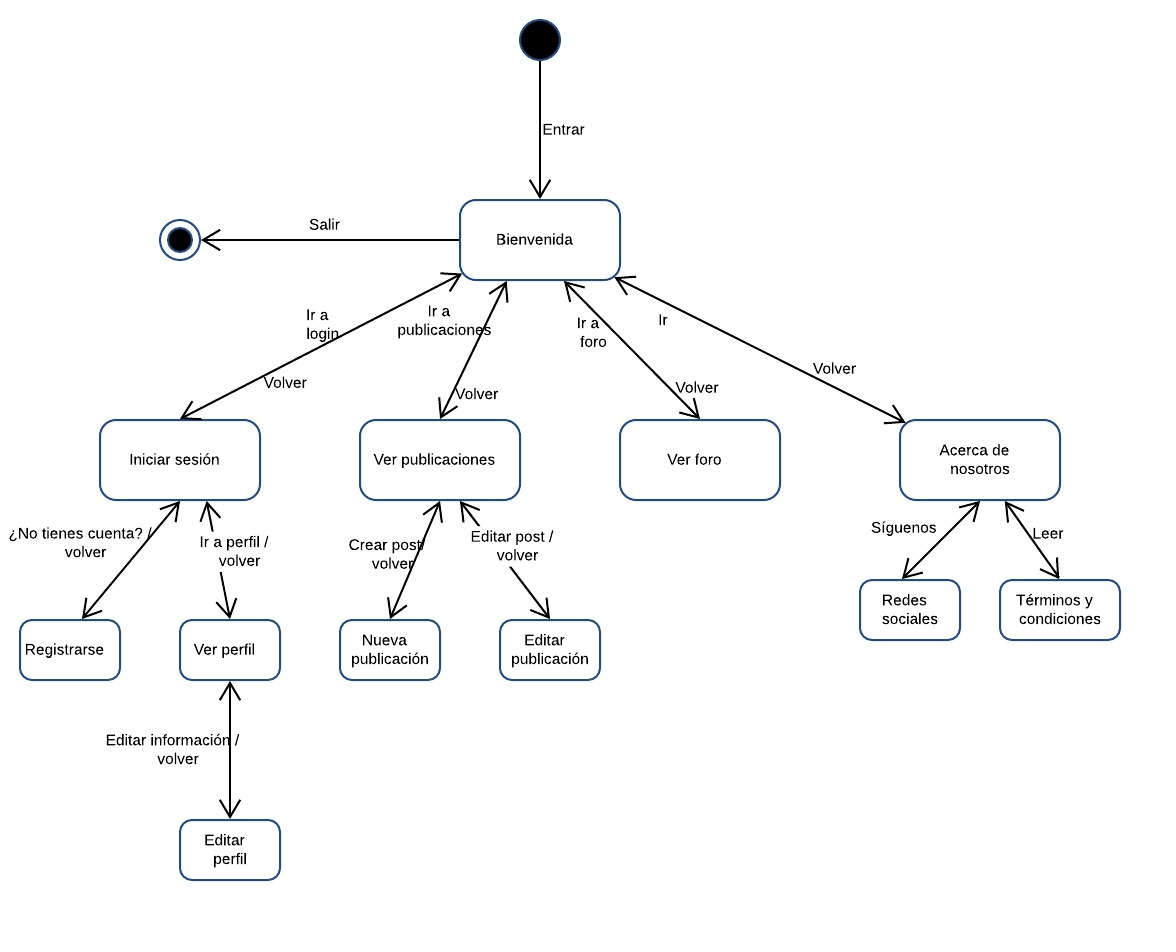 Entrar
Salir
Bienvenida
Ir a
login
Volver
Ir a
publicaciones
Volver
Ir a
foro
Volver
Ir
Volver
Iniciar sesión
Ver publicaciones
Ver foro
Acerca de
nosotros
¿No tienes cuenta? /
volver
Ir a perfil /
volver
Crear post/
volver
Editar post /
volver
Síguenos
Leer
Registrarse
Ver perfil
Nueva
publicación
Editar
publicación
Redes
sociales
Términos y
condiciones
Editar información /
volver
Editar
perfil